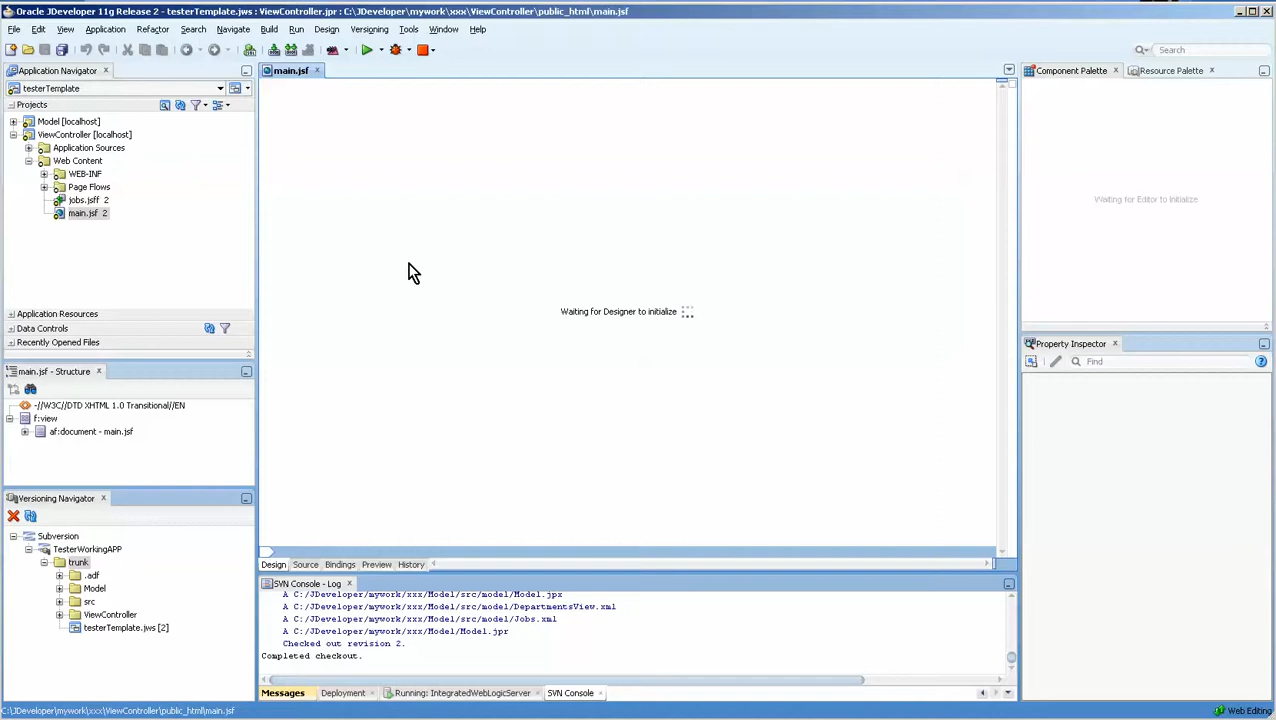 Oracle JDeveloper 11g Release 2 - testerTemplate.jws : ViewController.jpr : C:\JDeveloper\mywork\xxx\ViewController\public_html\main.jsf
File Edit View Application Refactor Search Navigate Build Run Design Versioning Tools Window Help
Search
Application Navigator
main.jsf
Component Palette
Resource Palette
testerTemplate
Projects
Model [localhost]
ViewController [localhost]
Application Sources
Web Content
WEB-INF
Page Flows
jobs.jsff 2
main.jsf 2
Application Resources
Data Controls
Recently Opened Files
main.jsf - Structure
-//W3C//DTD XHTML 1.0 Transitional//EN
f:view
af:document - main.jsf
Versioning Navigator
Subversion
TesterWorkingAPP
trunk
.adf
Model
src
ViewController
testerTemplate.jws [2]
Waiting for Designer to initialize
Design Source Bindings Preview History
SVN Console - Log
A C:/JDeveloper/mywork/xxx/Model/src/model/Model.jpx
A C:/JDeveloper/mywork/xxx/Model/src/model/DepartmentsView.xml
A C:/JDeveloper/mywork/xxx/Model/src/model/Jobs.xml
A C:/JDeveloper/mywork/xxx/Model/Model.jpr
Checked out revision 2.
Completed checkout.
Messages Deployment Running: IntegratedWebLogicServer SVN Console
Waiting for Editor to Initialize
Property Inspector
Find
C:\JDeveloper\mywork\xxx\ViewController\public_html\main.jsf
Web Editing